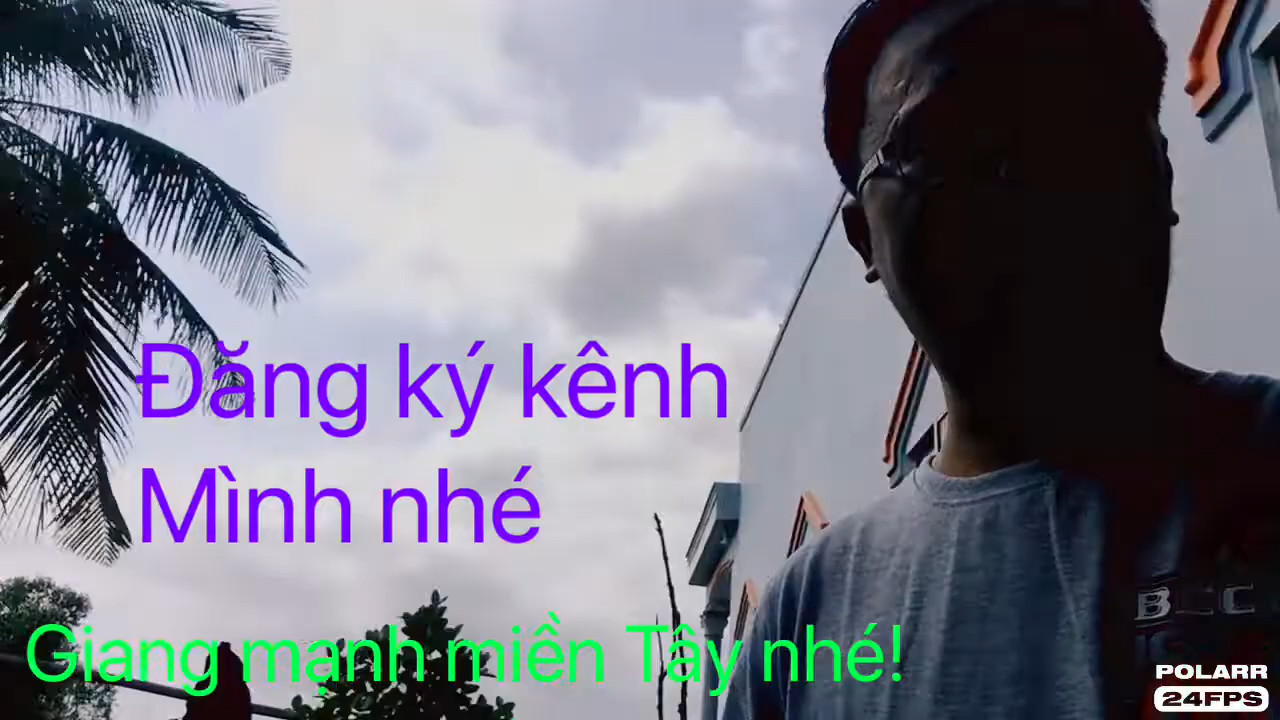 Đăng ký kênh
Mình nhé
Giang mạnh miền Tây nhé!
POLARR
24FPS